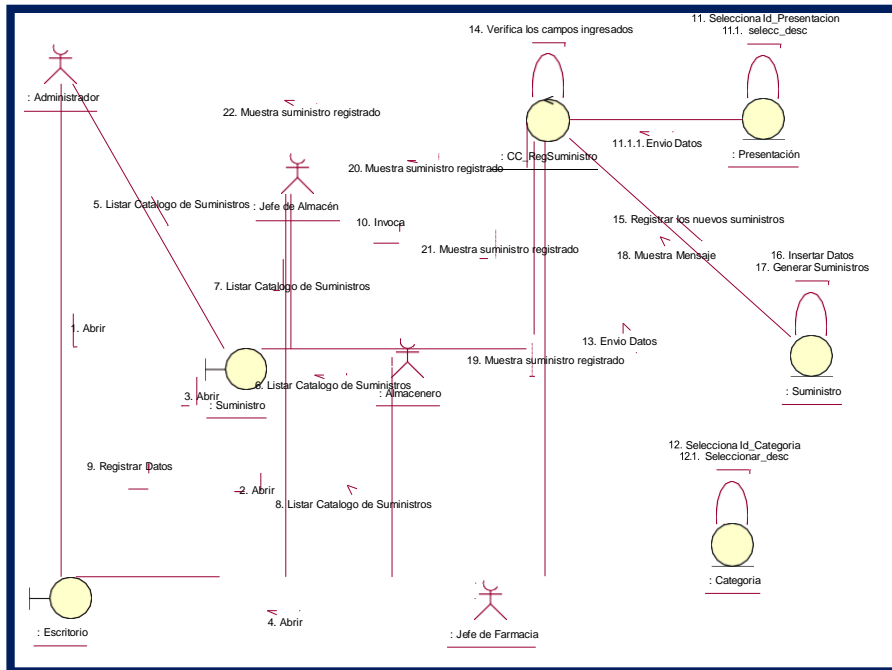 11. Selecciona Id_Presentacion
11.1. selecc_desc
14. Verifica los campos ingresados
: Administrador
22. Muestra suministro registrado
11.1.1. Envio Datos
: CC_RegSuministro
: Presentación
20. Muestra suministro registrado
5. Listar Catalogo de Suministros
: Jefe de Almacén
10. Invoca
15. Registrar los nuevos suministros
21. Muestra suministro registrado
18. Muestra Mensaje
16. Insertar Datos
17. Generar Suministros
7. Listar Catalogo de Suministros
1. Abrir
13. Envio Datos
19. Muestra suministro registrado
6. Listar Catalogo de Suministros
3. Abrir
: Suministro
: Almacenero
: Suministro
12. Selecciona Id_Categoria
12.1. Seleccionar_desc
9. Registrar Datos
2. Abrir
8. Listar Catalogo de Suministros
: Categoria
4. Abrir
: Escritorio
: Jefe de Farmacia